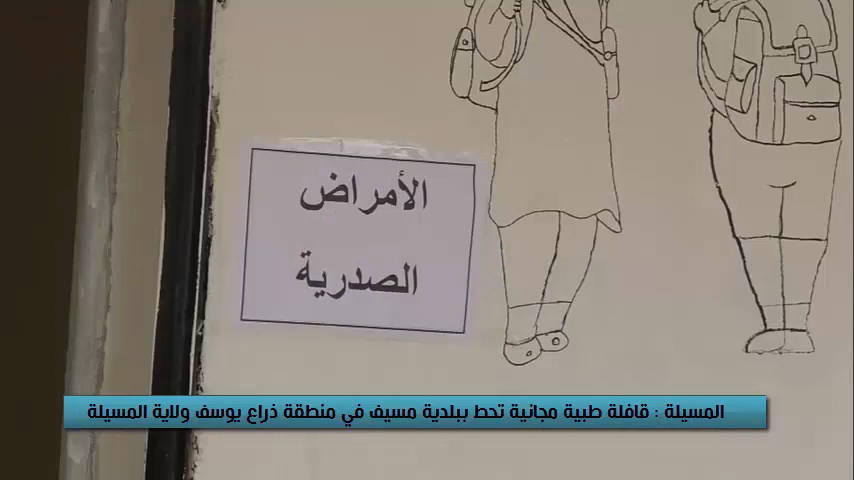 الأمراض
الصدرية
المسيلة : قافلة طبية مجانية تحط ببلدية مسيف في منطقة ذراع يوسف ولاية المسيلة